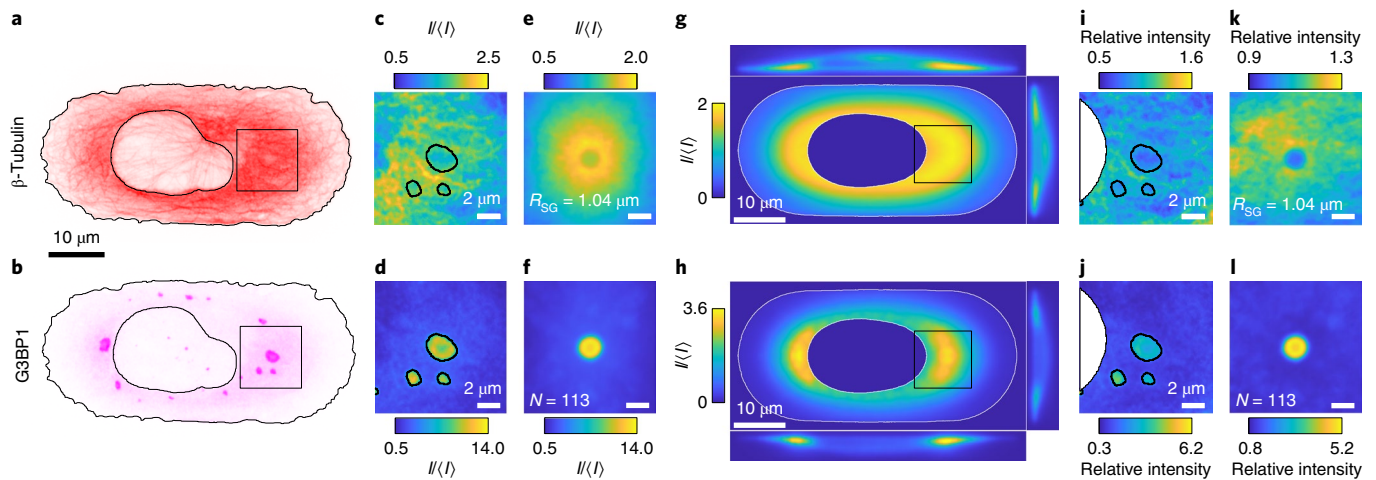 a
β-Tubulin
10 μm
b
G3BP1
c
I/⟨I⟩
0.5 2.5
2 μm
d
2 μm
0.5 14.0
I/⟨I⟩
e
I/⟨I⟩
0.5 2.0
R_SG = 1.04 μm
f
N = 113
0.5 14.0
I/⟨I⟩
g
2
I/⟨I⟩
0
10 μm
h
3.6
I/⟨I⟩
0
10 μm
i
Relative intensity
0.5 1.6
2 μm
j
2 μm
0.3 6.2
Relative intensity
k
Relative intensity
0.9 1.3
R_SG = 1.04 μm
l
N = 113
0.8 5.2
Relative intensity